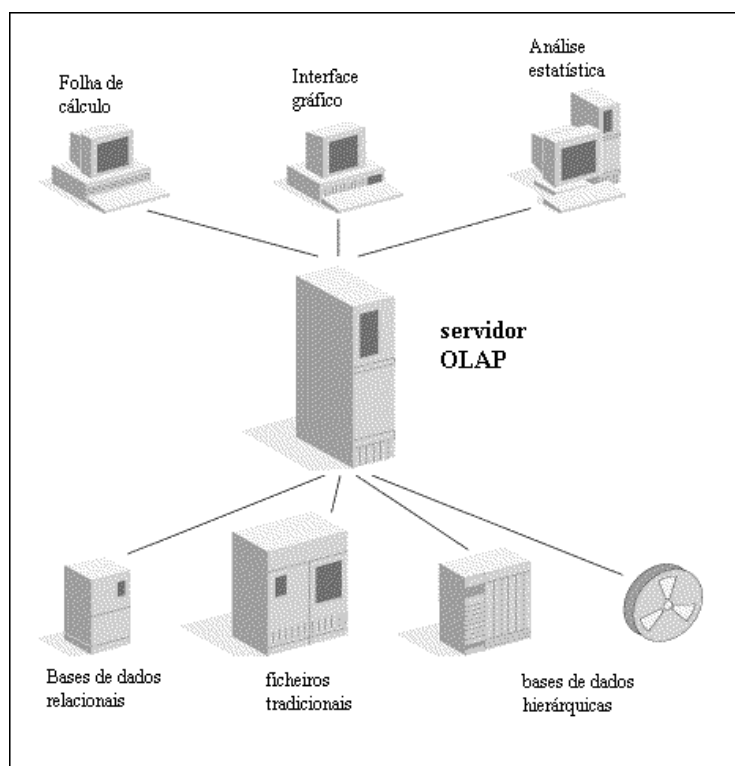 Folha de
cálculo
Interface
gráfico
Análise
estatística
servidor
OLAP
Bases de dados
relacionais
ficheiros
tradicionais
bases de dados
hierárquicas